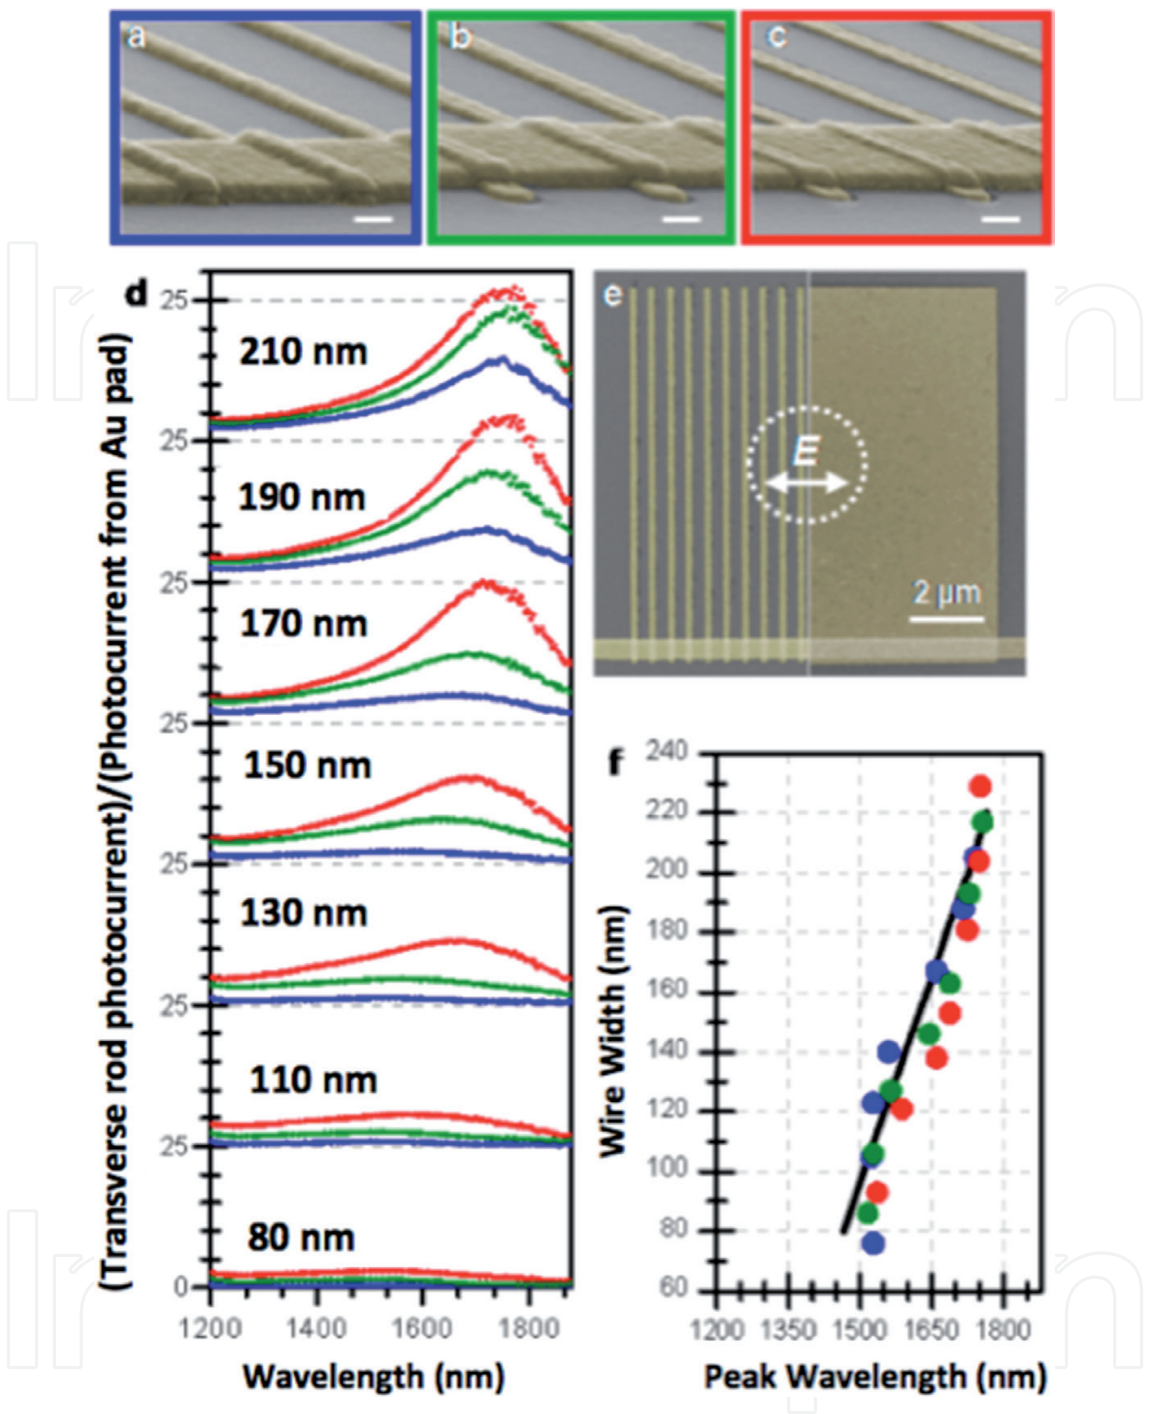 a
b
c
d
(Transverse rod photocurrent)/(Photocurrent from Au pad)
25
210 nm
25
190 nm
25
170 nm
25
150 nm
25
130 nm
25
110 nm
25
80 nm
0
1200 1400 1600 1800
Wavelength (nm)
e
E
2 µm
f
Wire Width (nm)
240
220
200
180
160
140
120
100
80
60
1200 1350 1500 1650 1800
Peak Wavelength (nm)